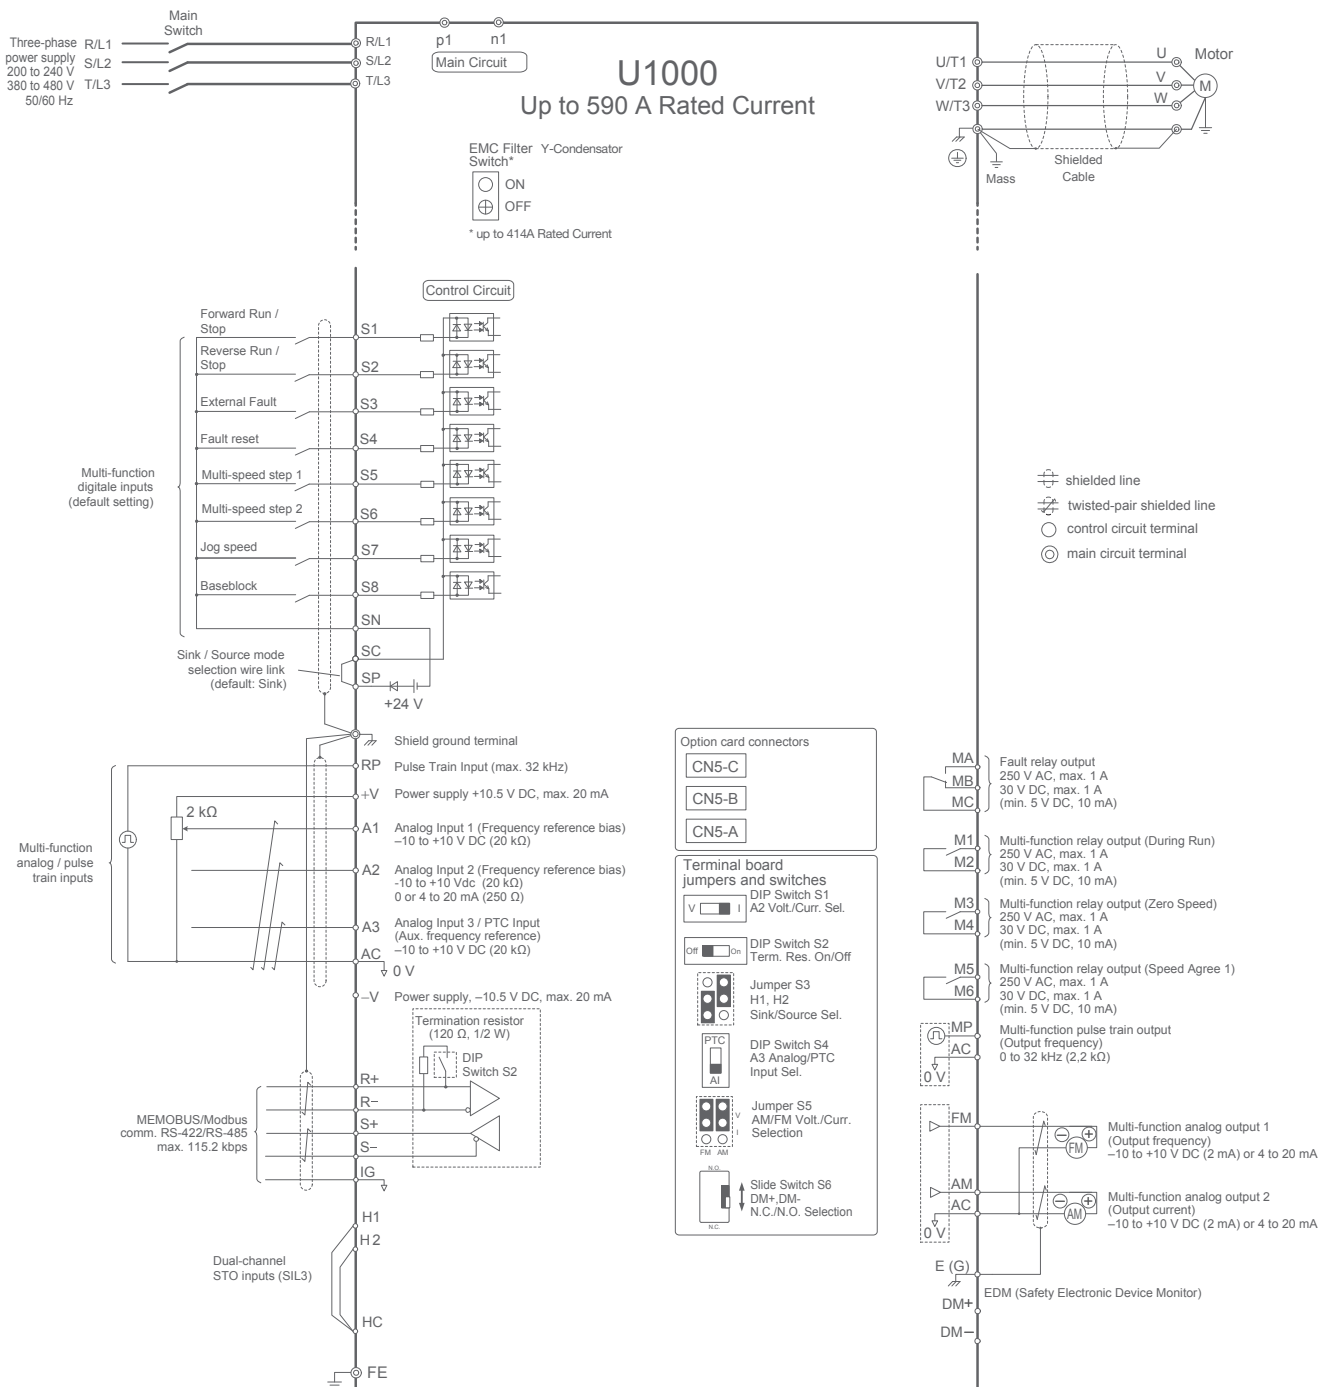 Main
Switch
Three-phase
power supply
200 to 240 V
380 to 480 V
50/60 Hz
R/L1
S/L2
T/L3
R/L1
S/L2
T/L3
p1
n1
Main Circuit
U1000
Up to 590 A Rated Current
EMC Filter Y-Condensator
Switch*
ON
OFF
* up to 414A Rated Current
U/T1
V/T2
W/T3
U
V
W
Motor
M
Mass
Shielded
Cable
Control Circuit
Forward Run /
Stop
S1
Reverse Run /
Stop
S2
External Fault
S3
Fault reset
S4
Multi-speed step 1
S5
Multi-speed step 2
S6
Jog speed
S7
Baseblock
S8
Multi-function
digitale inputs
(default setting)
SN
SC
SP
+24 V
Sink / Source mode
selection wire link
(default: Sink)
shielded line
twisted-pair shielded line
control circuit terminal
main circuit terminal
Shield ground terminal
RP
Pulse Train Input (max. 32 kHz)
+V
Power supply +10.5 V DC, max. 20 mA
2 kΩ
A1
Analog Input 1 (Frequency reference bias)
–10 to +10 V DC (20 kΩ)
A2
Analog Input 2 (Frequency reference bias)
-10 to +10 Vdc (20 kΩ)
0 or 4 to 20 mA (250 Ω)
A3
Analog Input 3 / PTC Input
(Aux. frequency reference)
–10 to +10 V DC (20 kΩ)
AC
0 V
–V
Power supply, –10.5 V DC, max. 20 mA
Multi-function
analog / pulse
train inputs
Termination resistor
(120 Ω, 1/2 W)
DIP
Switch S2
R+
R–
S+
S–
IG
MEMOBUS/Modbus
comm. RS-422/RS-485
max. 115.2 kbps
H1
H2
Dual-channel
STO inputs (SIL3)
HC
FE
Option card connectors
CN5-C
CN5-B
CN5-A
Terminal board
jumpers and switches
V
I
DIP Switch S1
A2 Volt./Curr. Sel.
Off
On
DIP Switch S2
Term. Res. On/Off
Jumper S3
H1, H2
Sink/Source Sel.
PTC
AI
DIP Switch S4
A3 Analog/PTC
Input Sel.
V
I
FM AM
Jumper S5
AM/FM Volt./Curr.
Selection
N.O.
N.C.
Slide Switch S6
DM+,DM-
N.C./N.O. Selection
MA
MB
MC
Fault relay output
250 V AC, max. 1 A
30 V DC, max. 1 A
(min. 5 V DC, 10 mA)
M1
M2
Multi-function relay output (During Run)
250 V AC, max. 1 A
30 V DC, max. 1 A
(min. 5 V DC, 10 mA)
M3
M4
Multi-function relay output (Zero Speed)
250 V AC, max. 1 A
30 V DC, max. 1 A
(min. 5 V DC, 10 mA)
M5
M6
Multi-function relay output (Speed Agree 1)
250 V AC, max. 1 A
30 V DC, max. 1 A
(min. 5 V DC, 10 mA)
MP
AC
0 V
Multi-function pulse train output
(Output frequency)
0 to 32 kHz (2,2 kΩ)
FM
FM
Multi-function analog output 1
(Output frequency)
–10 to +10 V DC (2 mA) or 4 to 20 mA
AM
AC
0 V
AM
Multi-function analog output 2
(Output current)
–10 to +10 V DC (2 mA) or 4 to 20 mA
E (G)
EDM (Safety Electronic Device Monitor)
DM+
DM–